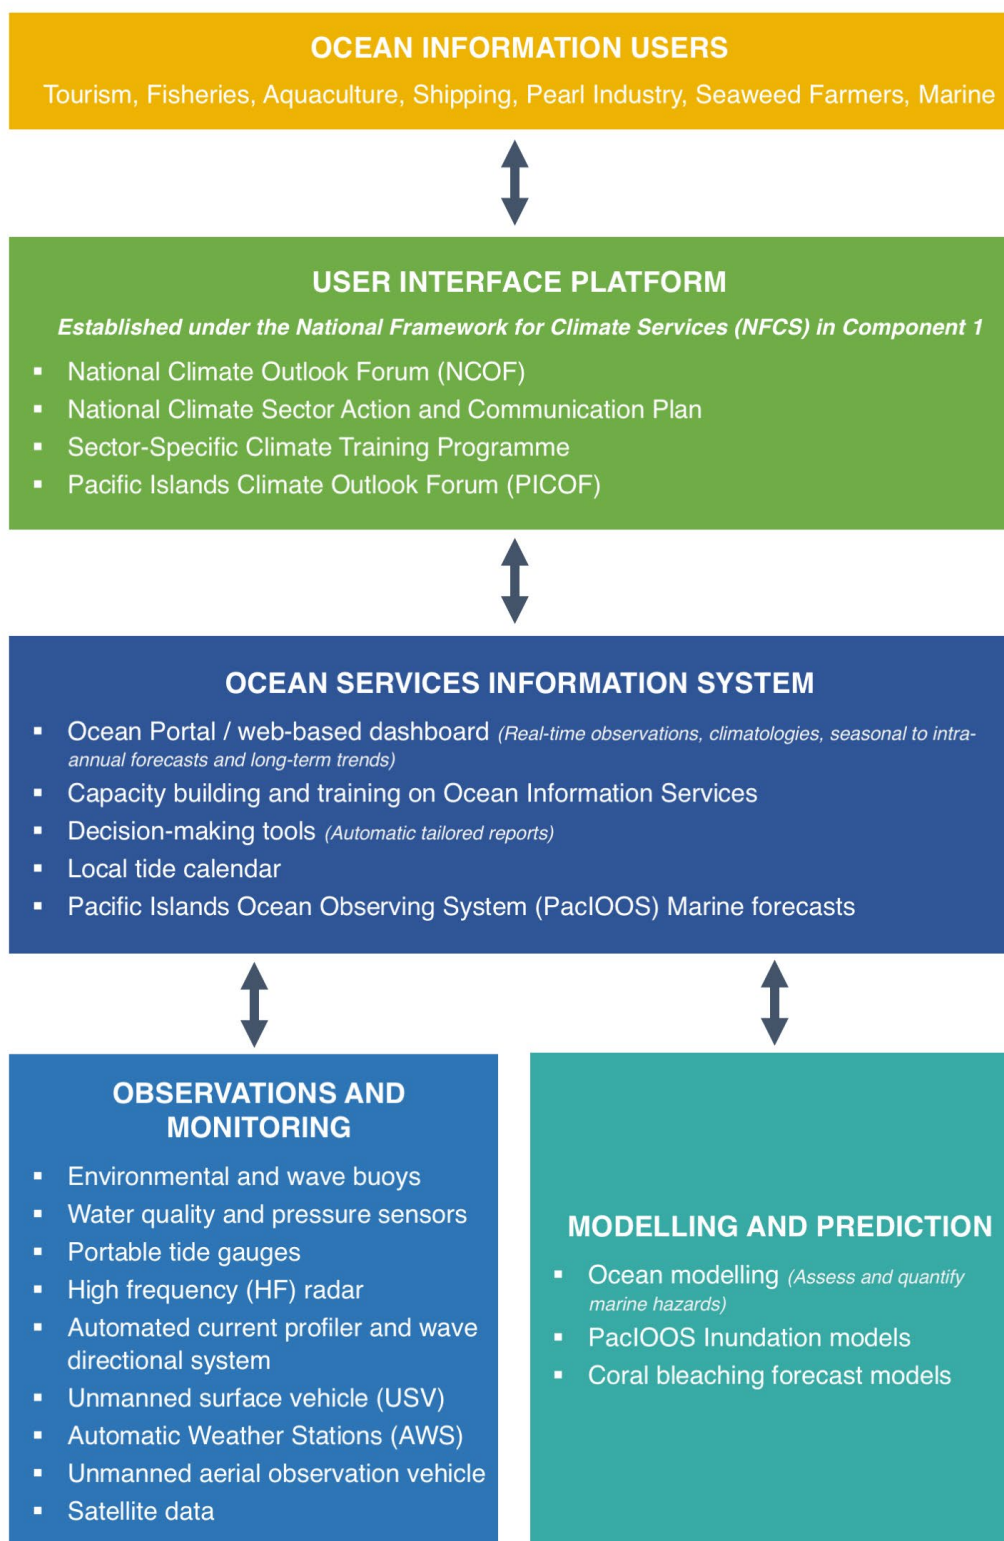 OCEAN INFORMATION USERS
Tourism, Fisheries, Aquaculture, Shipping, Pearl Industry, Seaweed Farmers, Marine
USER INTERFACE PLATFORM
Established under the National Framework for Climate Services (NFCS) in Component 1
▪ National Climate Outlook Forum (NCOF)
▪ National Climate Sector Action and Communication Plan
▪ Sector-Specific Climate Training Programme
▪ Pacific Islands Climate Outlook Forum (PICOF)
OCEAN SERVICES INFORMATION SYSTEM
▪ Ocean Portal / web-based dashboard (Real-time observations, climatologies, seasonal to intra-
annual forecasts and long-term trends)
▪ Capacity building and training on Ocean Information Services
▪ Decision-making tools (Automatic tailored reports)
▪ Local tide calendar
▪ Pacific Islands Ocean Observing System (PacIOOS) Marine forecasts
OBSERVATIONS AND
MONITORING
▪ Environmental and wave buoys
▪ Water quality and pressure sensors
▪ Portable tide gauges
▪ High frequency (HF) radar
▪ Automated current profiler and wave
directional system
▪ Unmanned surface vehicle (USV)
▪ Automatic Weather Stations (AWS)
▪ Unmanned aerial observation vehicle
▪ Satellite data
MODELLING AND PREDICTION
▪ Ocean modelling (Assess and quantify
marine hazards)
▪ PacIOOS Inundation models
▪ Coral bleaching forecast models